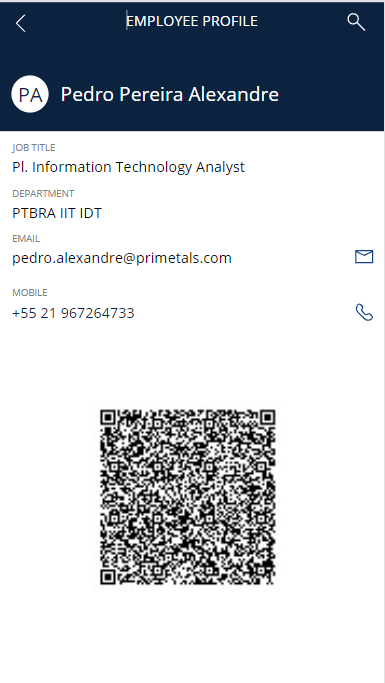 EMPLOYEE PROFILE
PA
Pedro Pereira Alexandre
JOB TITLE
Pl. Information Technology Analyst
DEPARTMENT
PTBRA IIT IDT
EMAIL
pedro.alexandre@primetals.com
MOBILE
+55 21 967264733